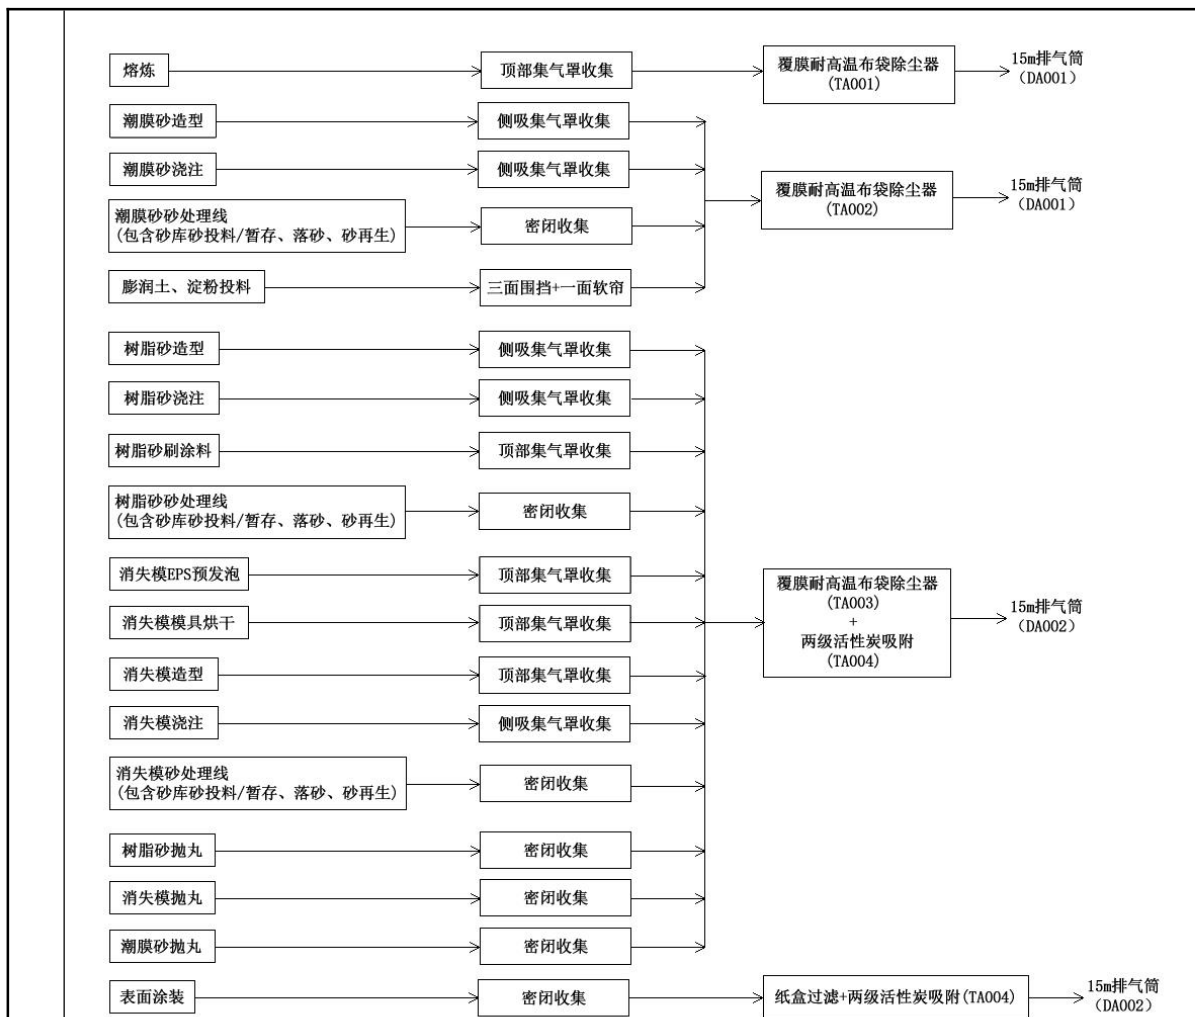 熔炼
顶部集气罩收集
覆膜耐高温布袋除尘器
(TA001)
15m排气筒
（DA001）
潮膜砂造型
侧吸集气罩收集
潮膜砂浇注
侧吸集气罩收集
覆膜耐高温布袋除尘器
(TA002)
15m排气筒
（DA001）
潮膜砂砂处理线
(包含砂库砂投料/暂存、落砂、砂再生)
密闭收集
膨润土、淀粉投料
三面围挡+一面软帘
树脂砂造型
侧吸集气罩收集
树脂砂浇注
侧吸集气罩收集
树脂砂刷涂料
顶部集气罩收集
树脂砂砂处理线
(包含砂库砂投料/暂存、落砂、砂再生)
密闭收集
消失模EPS预发泡
顶部集气罩收集
消失模模具烘干
顶部集气罩收集
覆膜耐高温布袋除尘器
(TA003)
+
两级活性炭吸附
(TA004)
15m排气筒
（DA002）
消失模造型
顶部集气罩收集
消失模浇注
侧吸集气罩收集
消失模砂处理线
(包含砂库砂投料/暂存、落砂、砂再生)
密闭收集
树脂砂抛丸
密闭收集
消失模抛丸
密闭收集
潮膜砂抛丸
密闭收集
表面涂装
密闭收集
纸盒过滤+两级活性炭吸附(TA004)
15m排气筒
（DA002）